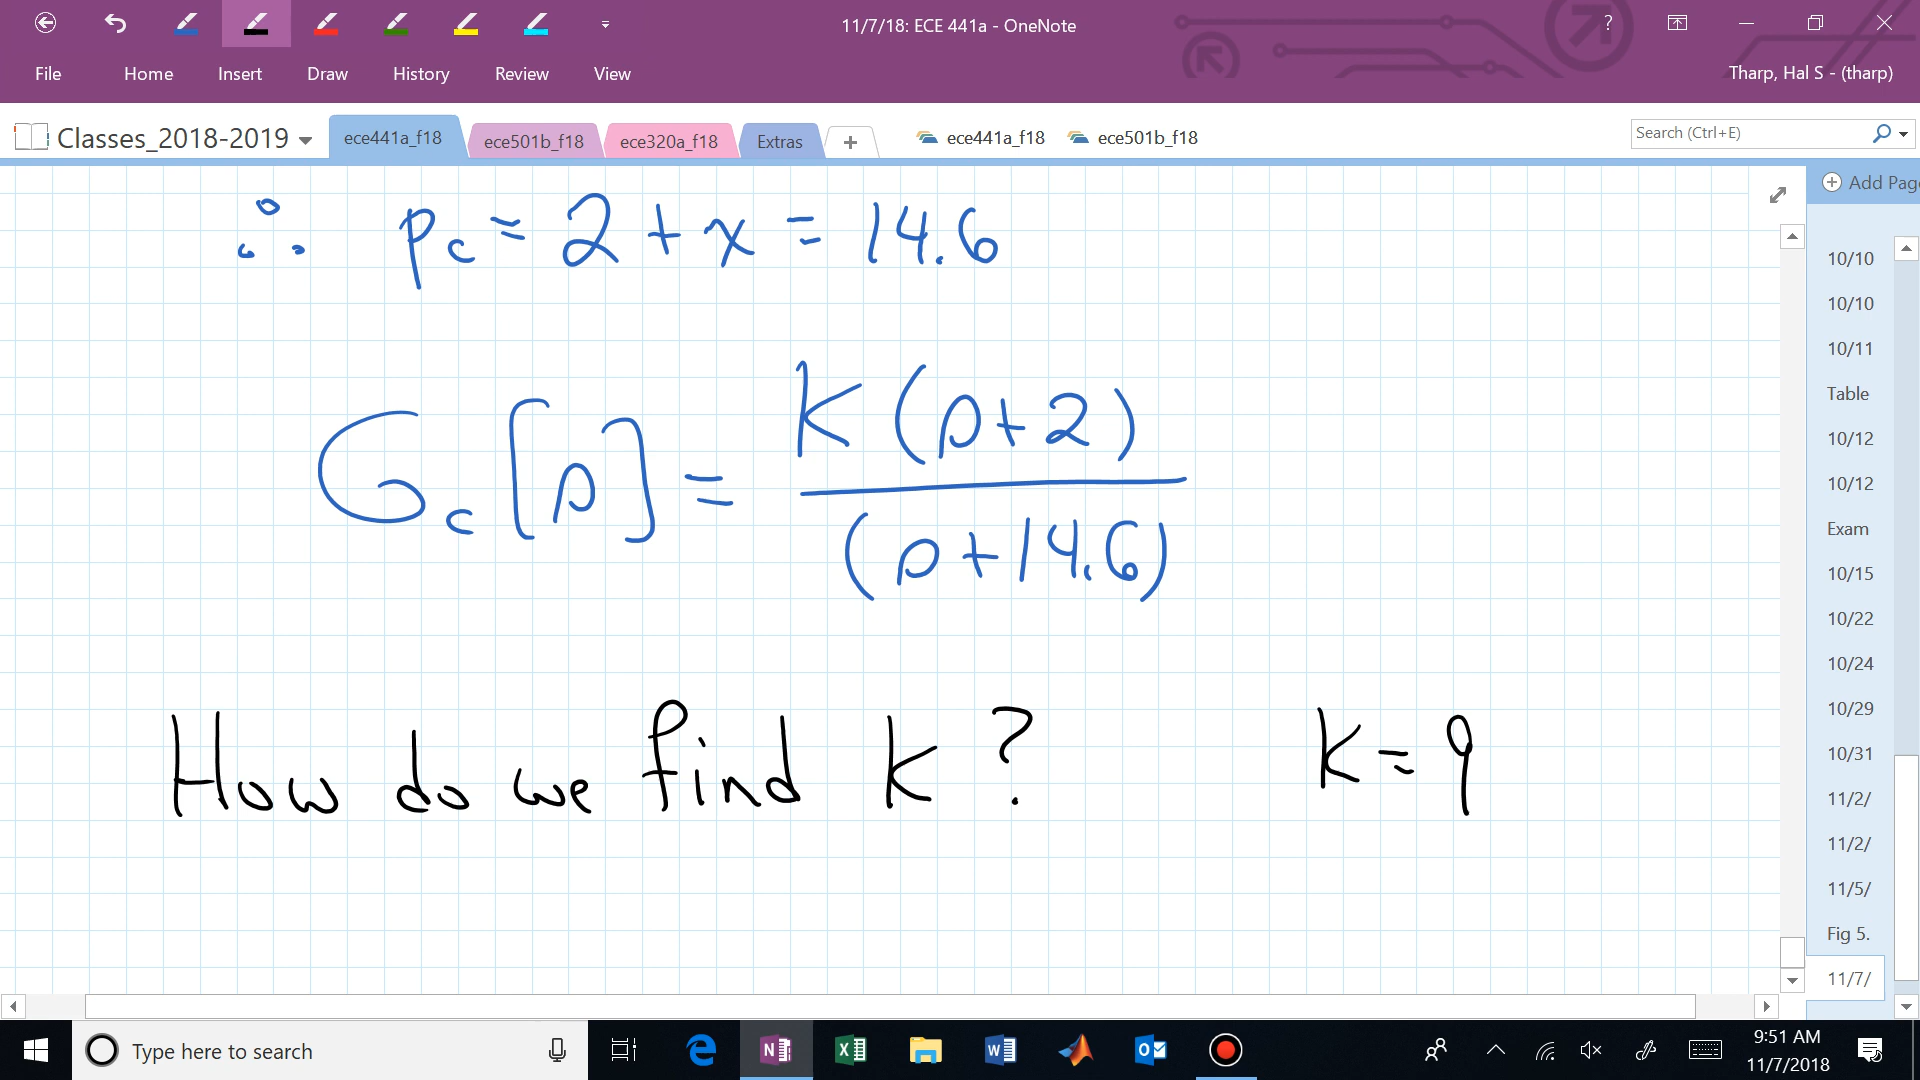 11/7/18: ECE 441a - OneNote
?
File Home Insert Draw History Review View
Tharp, Hal S - (tharp)
Classes_2018-2019
ece441a_f18
ece501b_f18
ece320a_f18
Extras
+
ece441a_f18
ece501b_f18
Search (Ctrl+E)
Add Pag
∴ pc = 2 + x = 14.6
Gc[s] = K(s+2)
(s+14.6)
How do we find K?
K = 9
10/10
10/10
10/11
Table
10/12
10/12
Exam
10/15
10/22
10/24
10/29
10/31
11/2/
11/2/
11/5/
Fig 5.
11/7/
Type here to search
9:51 AM
11/7/2018